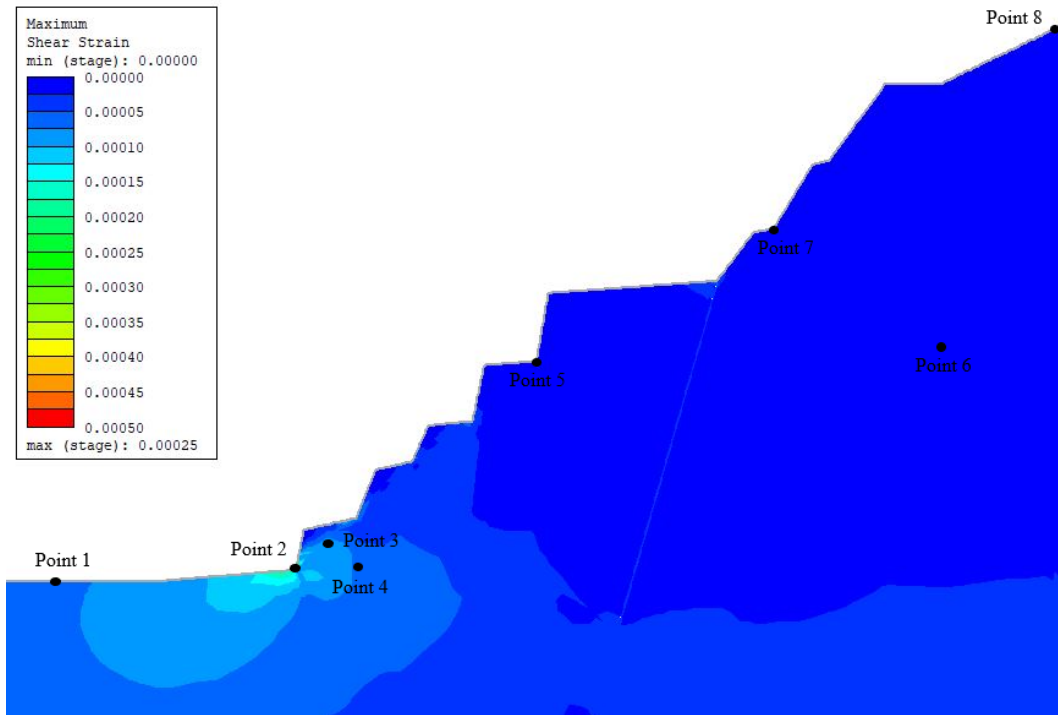 Maximum
Shear Strain
min (stage): 0.00000
0.00000
0.00005
0.00010
0.00015
0.00020
0.00025
0.00030
0.00035
0.00040
0.00045
0.00050
max (stage): 0.00025
Point 8
Point 7
Point 6
Point 5
Point 3
Point 2
Point 1
Point 4